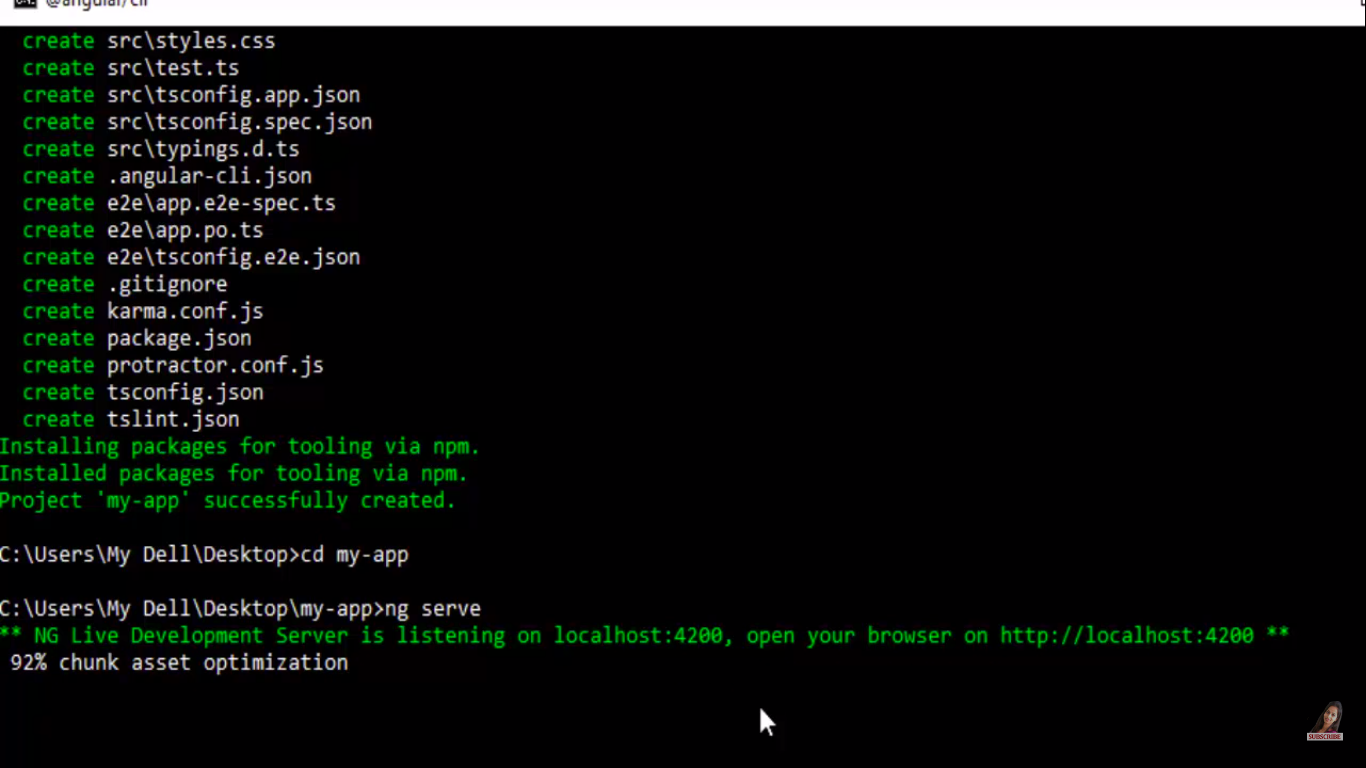 @angular/cli
create src\styles.css
create src\test.ts
create src\tsconfig.app.json
create src\tsconfig.spec.json
create src\typings.d.ts
create .angular-cli.json
create e2e\app.e2e-spec.ts
create e2e\app.po.ts
create e2e\tsconfig.e2e.json
create .gitignore
create karma.conf.js
create package.json
create protractor.conf.js
create tsconfig.json
create tslint.json
Installing packages for tooling via npm.
Installed packages for tooling via npm.
Project 'my-app' successfully created.
C:\Users\My Dell\Desktop>cd my-app
C:\Users\My Dell\Desktop\my-app>ng serve
** NG Live Development Server is listening on localhost:4200, open your browser on http://localhost:4200 **
92% chunk asset optimization
SUBSCRIBE